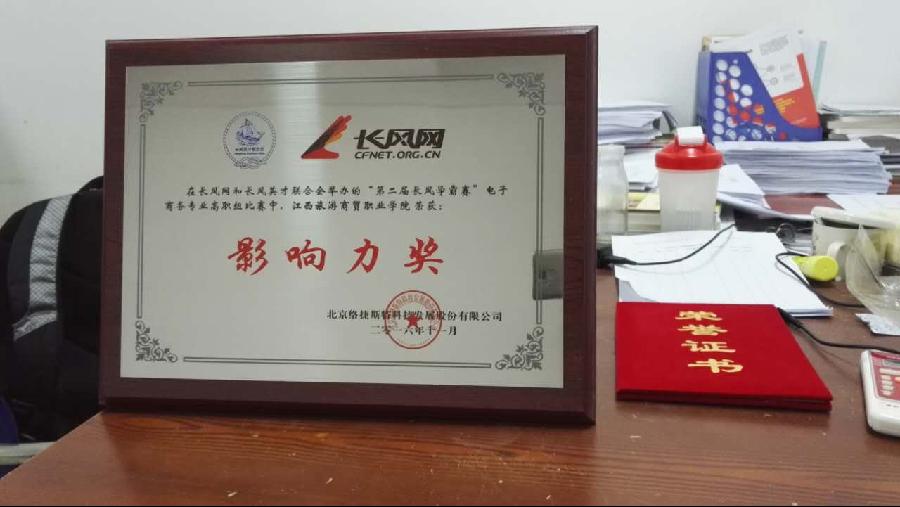 长风网
CFNET.ORG.CN
在长风网和长风英才联合会举办的“第二届长风学霸赛”电子
商务专业高职组比赛中，江西旅游商贸职业学院荣获：
影响力奖
北京络捷斯特科技发展股份有限公司
二零一六年十一月
荣誉证书